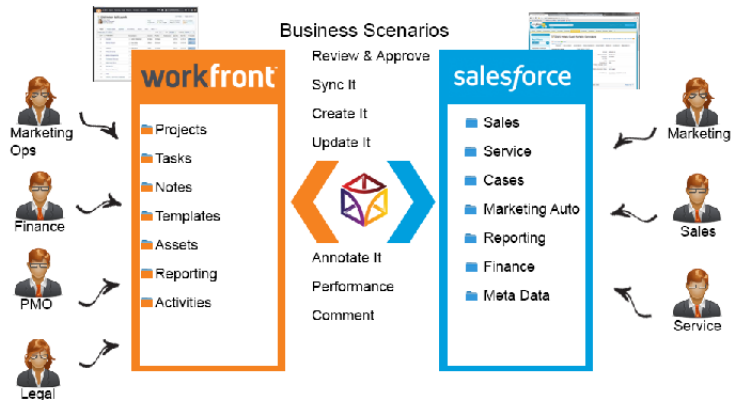 Business Scenarios
Review & Approve
Sync It
Create It
Update It
Annotate It
Performance
Comment
workfront
Projects
Tasks
Notes
Templates
Assets
Reporting
Activities
salesforce
Sales
Service
Cases
Marketing Auto
Reporting
Finance
Meta Data
Marketing
Ops
Finance
PMO
Legal
Marketing
Sales
Service